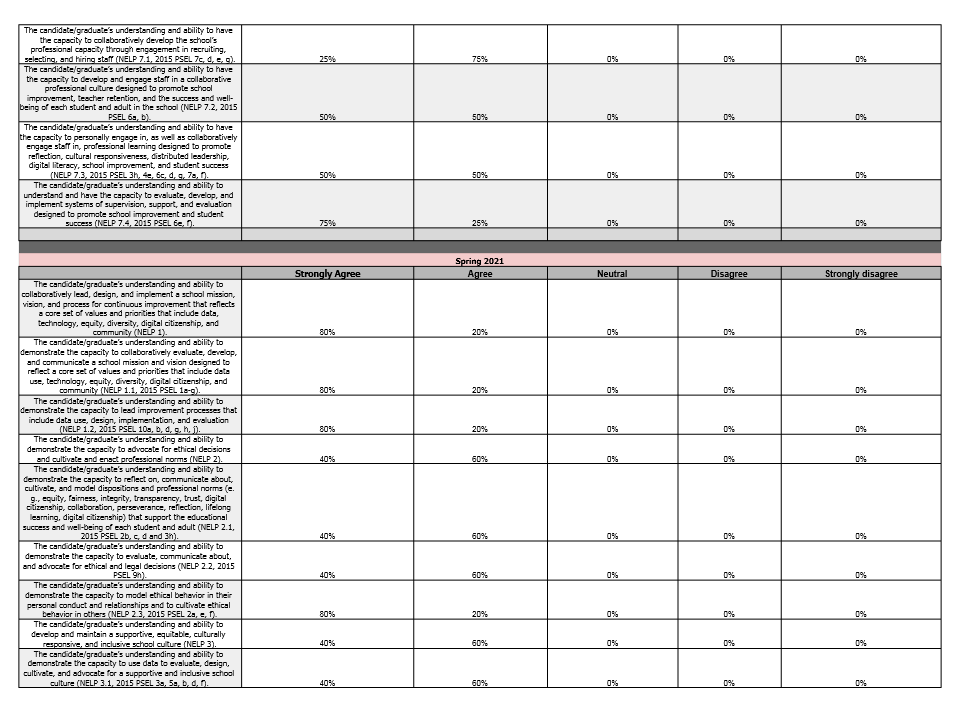 The candidate/graduate's understanding and ability to have
the capacity to collaboratively develop the school's
professional capacity through engagement in recruiting,
selecting, and hiring staff (NELP 7.1, 2015 PSEL 7c, d, e, g). 25% 75% 0% 0% 0%
The candidate/graduate's understanding and ability to have
the capacity to develop and engage staff in a collaborative
professional culture designed to promote school
improvement, teacher retention, and the success and well-
being of each student and adult in the school (NELP 7.2, 2015
PSEL 6a, b). 50% 50% 0% 0% 0%
The candidate/graduate's understanding and ability to have
the capacity to personally engage in, as well as collaboratively
engage staff in, professional learning designed to promote
reflection, cultural responsiveness, distributed leadership,
digital literacy, school improvement, and student success
(NELP 7.3, 2015 PSEL 3h, 4e, 6c, d, g, 7a, f). 50% 50% 0% 0% 0%
The candidate/graduate's understanding and ability to
understand and have the capacity to evaluate, develop, and
implement systems of supervision, support, and evaluation
designed to promote school improvement and student
success (NELP 7.4, 2015 PSEL 6e, f). 75% 25% 0% 0% 0%
Spring 2021
Strongly Agree Agree Neutral Disagree Strongly disagree
The candidate/graduate's understanding and ability to
collaboratively lead, design, and implement a school mission,
vision, and process for continuous improvement that reflects
a core set of values and priorities that include data,
technology, equity, diversity, digital citizenship, and
community (NELP 1). 80% 20% 0% 0% 0%
The candidate/graduate's understanding and ability to
demonstrate the capacity to collaboratively evaluate, develop,
and communicate a school mission and vision designed to
reflect a core set of values and priorities that include data
use, technology, equity, diversity, digital citizenship, and
community (NELP 1.1, 2015 PSEL 1a-g). 80% 20% 0% 0% 0%
The candidate/graduate's understanding and ability to
demonstrate the capacity to lead improvement processes that
include data use, design, implementation, and evaluation
(NELP 1.2, 2015 PSEL 10a, b, d, g, h, j). 80% 20% 0% 0% 0%
The candidate/graduate's understanding and ability to
demonstrate the capacity to advocate for ethical decisions
and cultivate and enact professional norms (NELP 2). 40% 60% 0% 0% 0%
The candidate/graduate's understanding and ability to
demonstrate the capacity to reflect on, communicate about,
cultivate, and model dispositions and professional norms (e.
g., equity, fairness, integrity, transparency, trust, digital
citizenship, collaboration, perseverance, reflection, lifelong
learning, digital citizenship) that support the educational
success and well-being of each student and adult (NELP 2.1,
2015 PSEL 2b, c, d and 3h). 40% 60% 0% 0% 0%
The candidate/graduate's understanding and ability to
demonstrate the capacity to evaluate, communicate about,
and advocate for ethical and legal decisions (NELP 2.2, 2015
PSEL 9h). 40% 60% 0% 0% 0%
The candidate/graduate's understanding and ability to
demonstrate the capacity to model ethical behavior in their
personal conduct and relationships and to cultivate ethical
behavior in others (NELP 2.3, 2015 PSEL 2a, e, f). 80% 20% 0% 0% 0%
The candidate/graduate's understanding and ability to
develop and maintain a supportive, equitable, culturally
responsive, and inclusive school culture (NELP 3). 40% 60% 0% 0% 0%
The candidate/graduate's understanding and ability to
demonstrate the capacity to use data to evaluate, design,
cultivate, and advocate for a supportive and inclusive school
culture (NELP 3.1, 2015 PSEL 3a, 5a, b, d, f). 40% 60% 0% 0% 0%